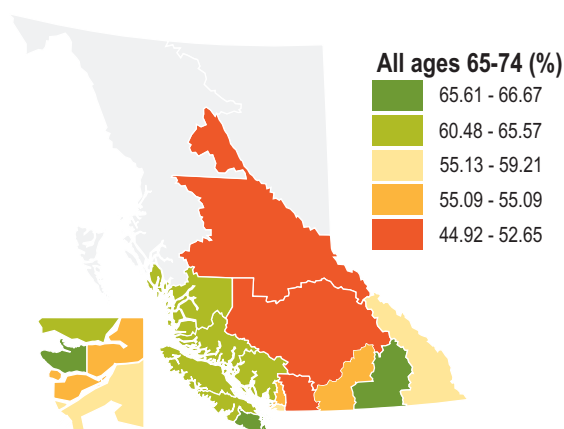 All ages 65-74 (%)
65.61 - 66.67
60.48 - 65.57
55.13 - 59.21
55.09 - 55.09
44.92 - 52.65